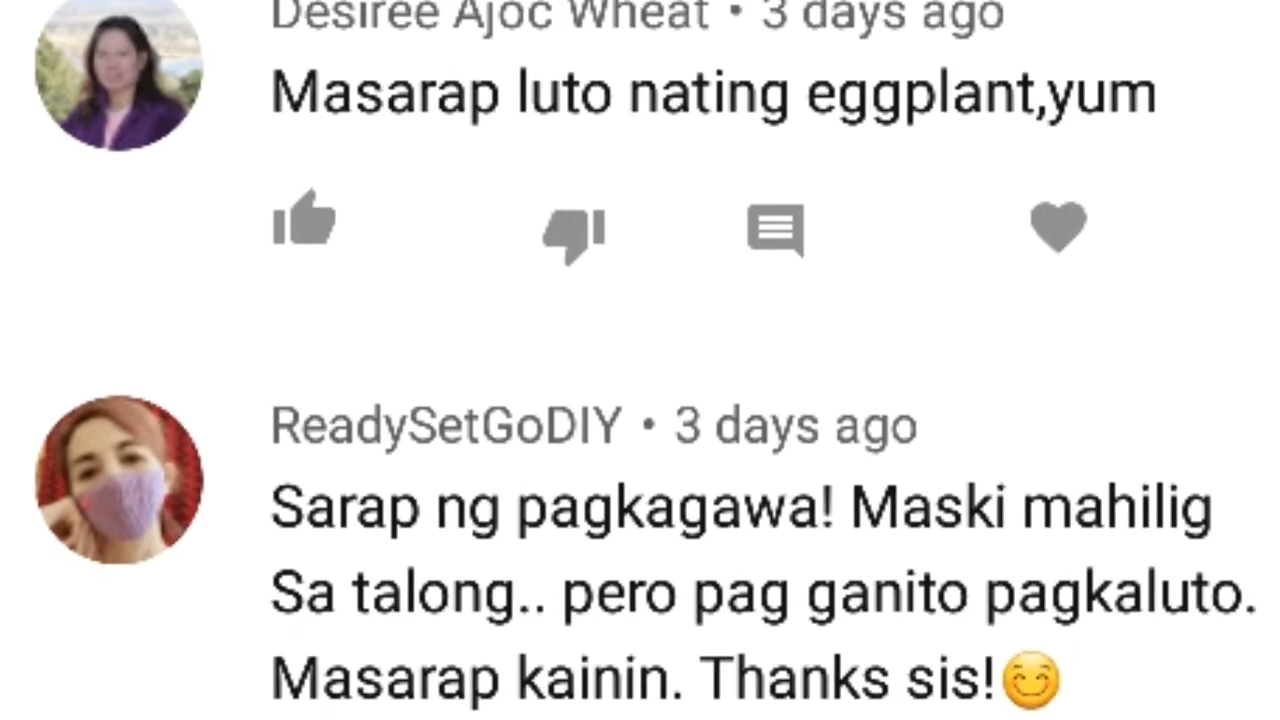 Desiree Ajoc Wheat • 3 days ago
Masarap luto nating eggplant,yum
ReadySetGoDIY • 3 days ago
Sarap ng pagkagawa! Maski mahilig
Sa talong.. pero pag ganito pagkaluto.
Masarap kainin. Thanks sis!😊